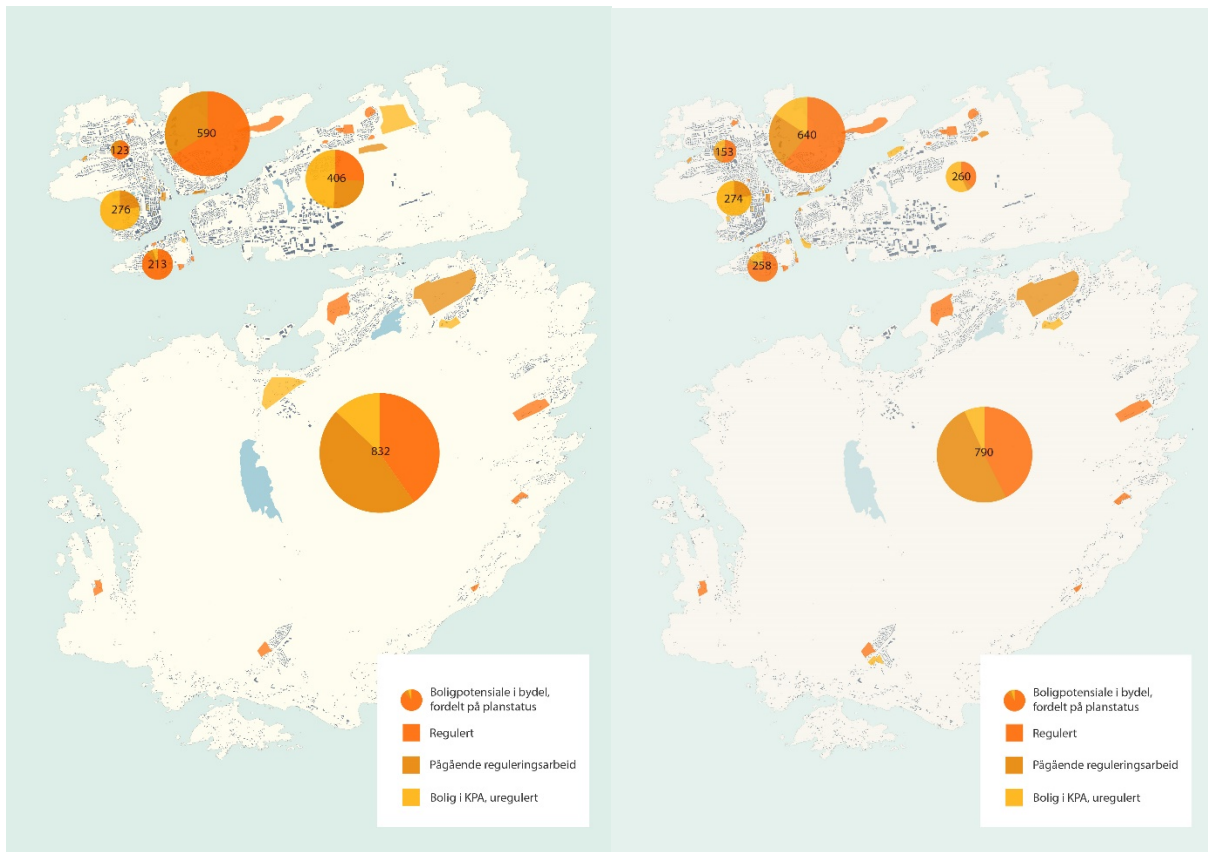 590
123
406
276
213
832
Boligpotensiale i bydel,
fordelt på planstatus
Regulert
Pågående reguleringsarbeid
Bolig i KPA, uregulert
640
153
260
274
258
790
Boligpotensiale i bydel,
fordelt på planstatus
Regulert
Pågående reguleringsarbeid
Bolig i KPA, uregulert